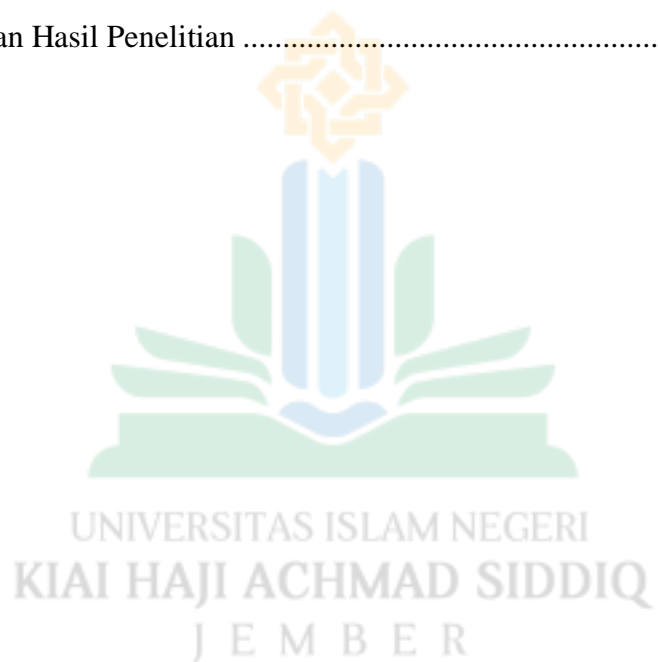 an Hasil Penelitian ....................................................
UNIVERSITAS ISLAM NEGERI
KIAI HAJI ACHMAD SIDDIQ
J E M B E R